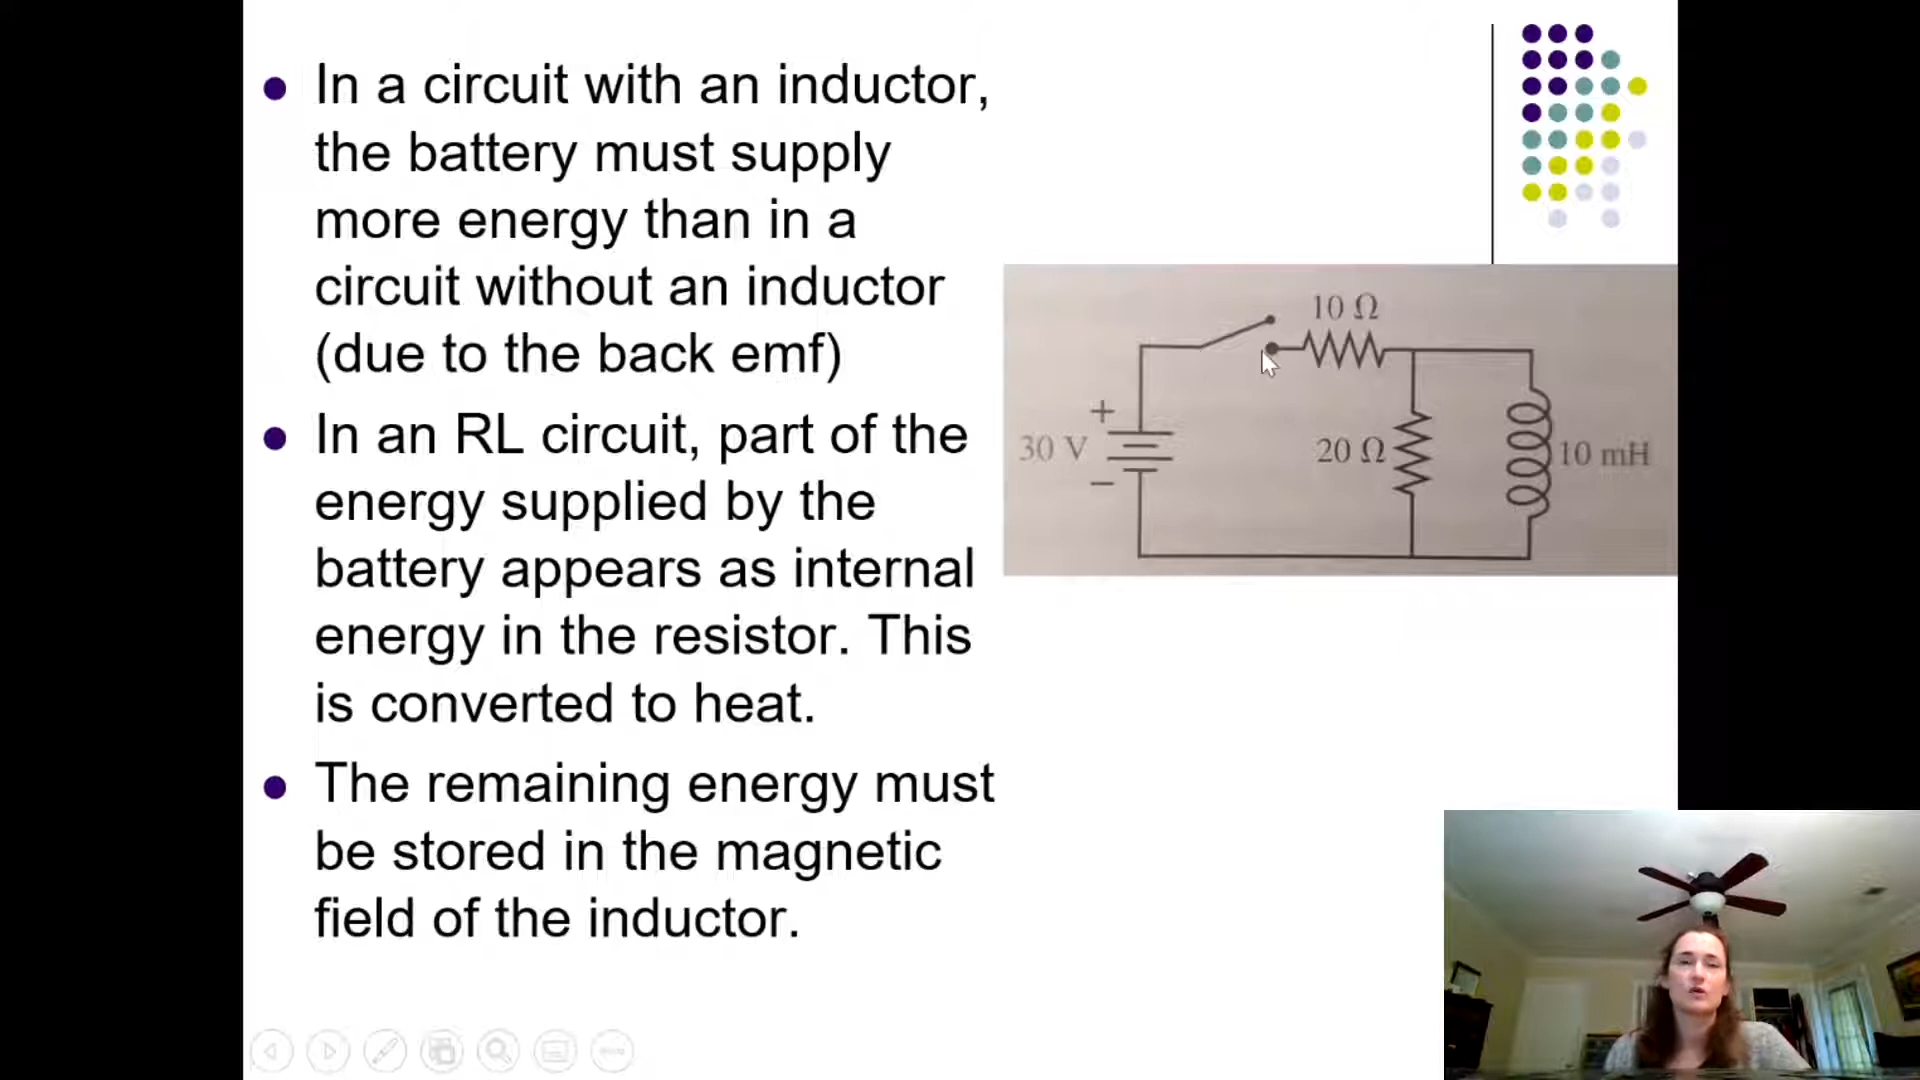 In a circuit with an inductor,
the battery must supply
more energy than in a
circuit without an inductor
(due to the back emf)
In an RL circuit, part of the
energy supplied by the
battery appears as internal
energy in the resistor. This
is converted to heat.
The remaining energy must
be stored in the magnetic
field of the inductor.
10 Ω
+
30 V
20 Ω
10 mH
−